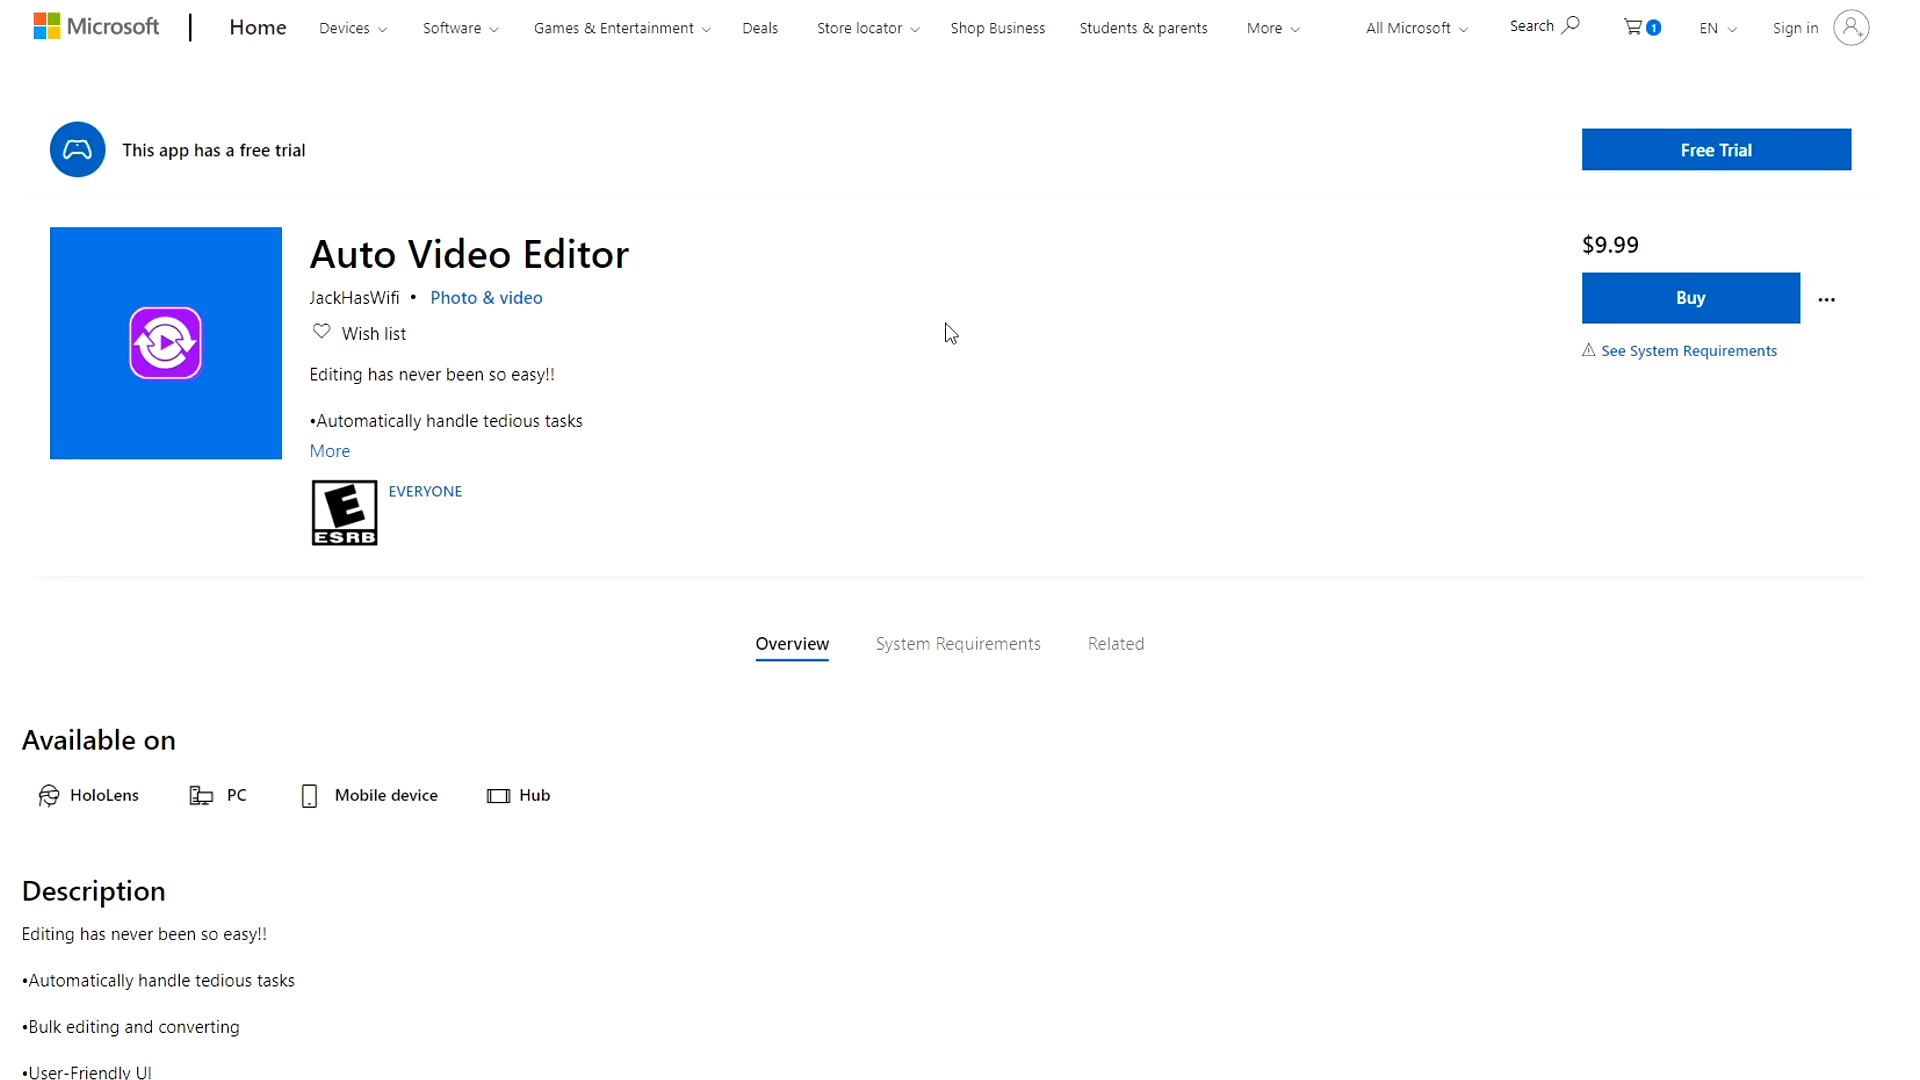 Microsoft Home Devices Software Games & Entertainment Deals Store locator Shop Business Students & parents More All Microsoft Search 1 EN Sign in
This app has a free trial
Free Trial
Auto Video Editor
$9.99
JackHasWifi • Photo & video
Buy
Wish list
See System Requirements
Editing has never been so easy!!
•Automatically handle tedious tasks
More
E
ESRB
EVERYONE
Overview System Requirements Related
Available on
HoloLens PC Mobile device Hub
Description
Editing has never been so easy!!
•Automatically handle tedious tasks
•Bulk editing and converting
•User-Friendly UI